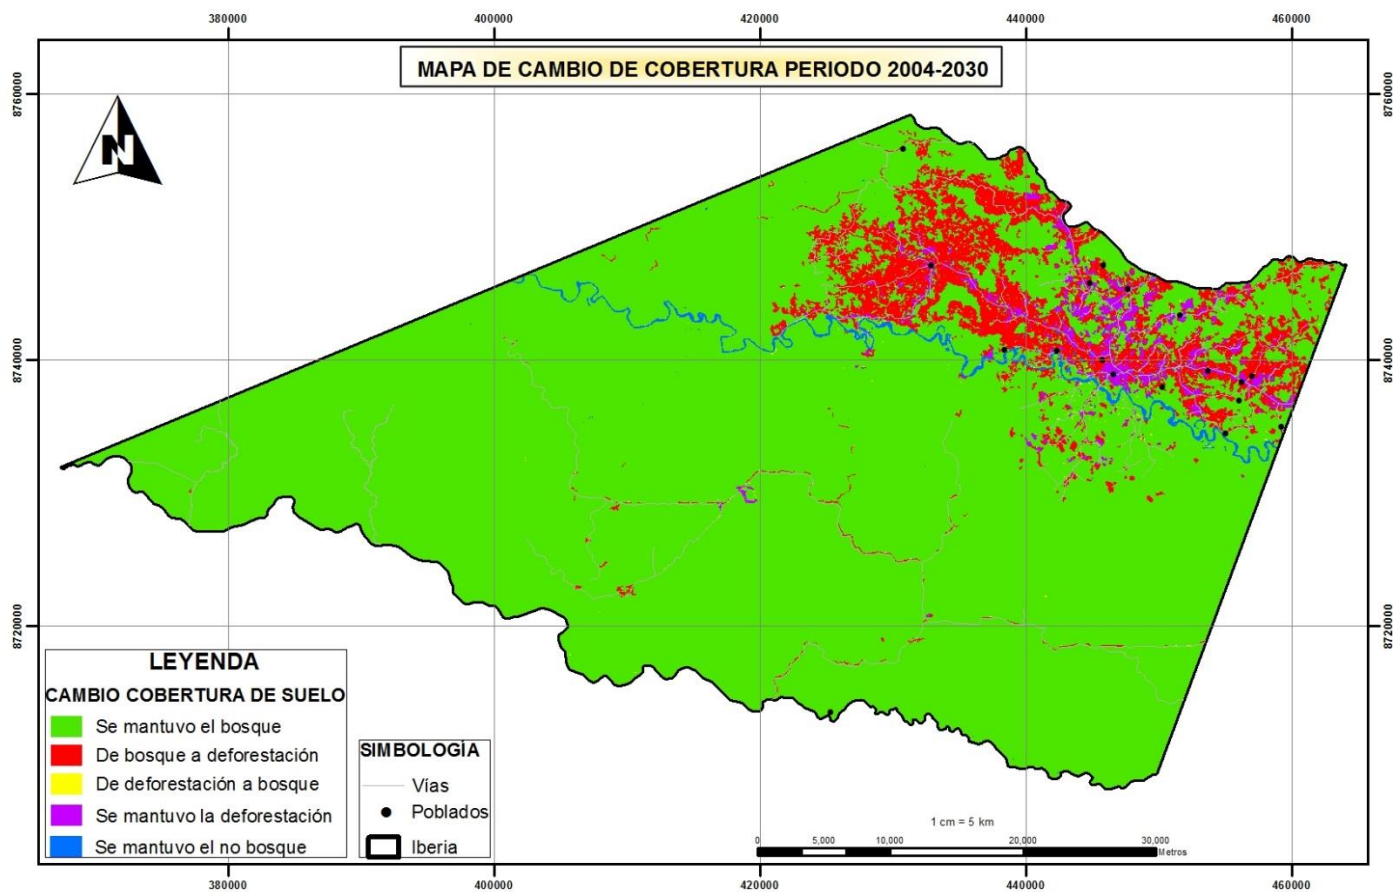 380000 400000 420000 440000 460000
MAPA DE CAMBIO DE COBERTURA PERIODO 2004-2030
8760000 8760000
N
8740000 8740000
8720000 8720000
LEYENDA
CAMBIO COBERTURA DE SUELO
Se mantuvo el bosque
De bosque a deforestación
De deforestación a bosque
Se mantuvo la deforestación
Se mantuvo el no bosque
SIMBOLOGÍA
Vías
Poblados
Iberia
1 cm = 5 km
0 5,000 10,000 20,000 30,000
Metros
380000 400000 420000 440000 460000